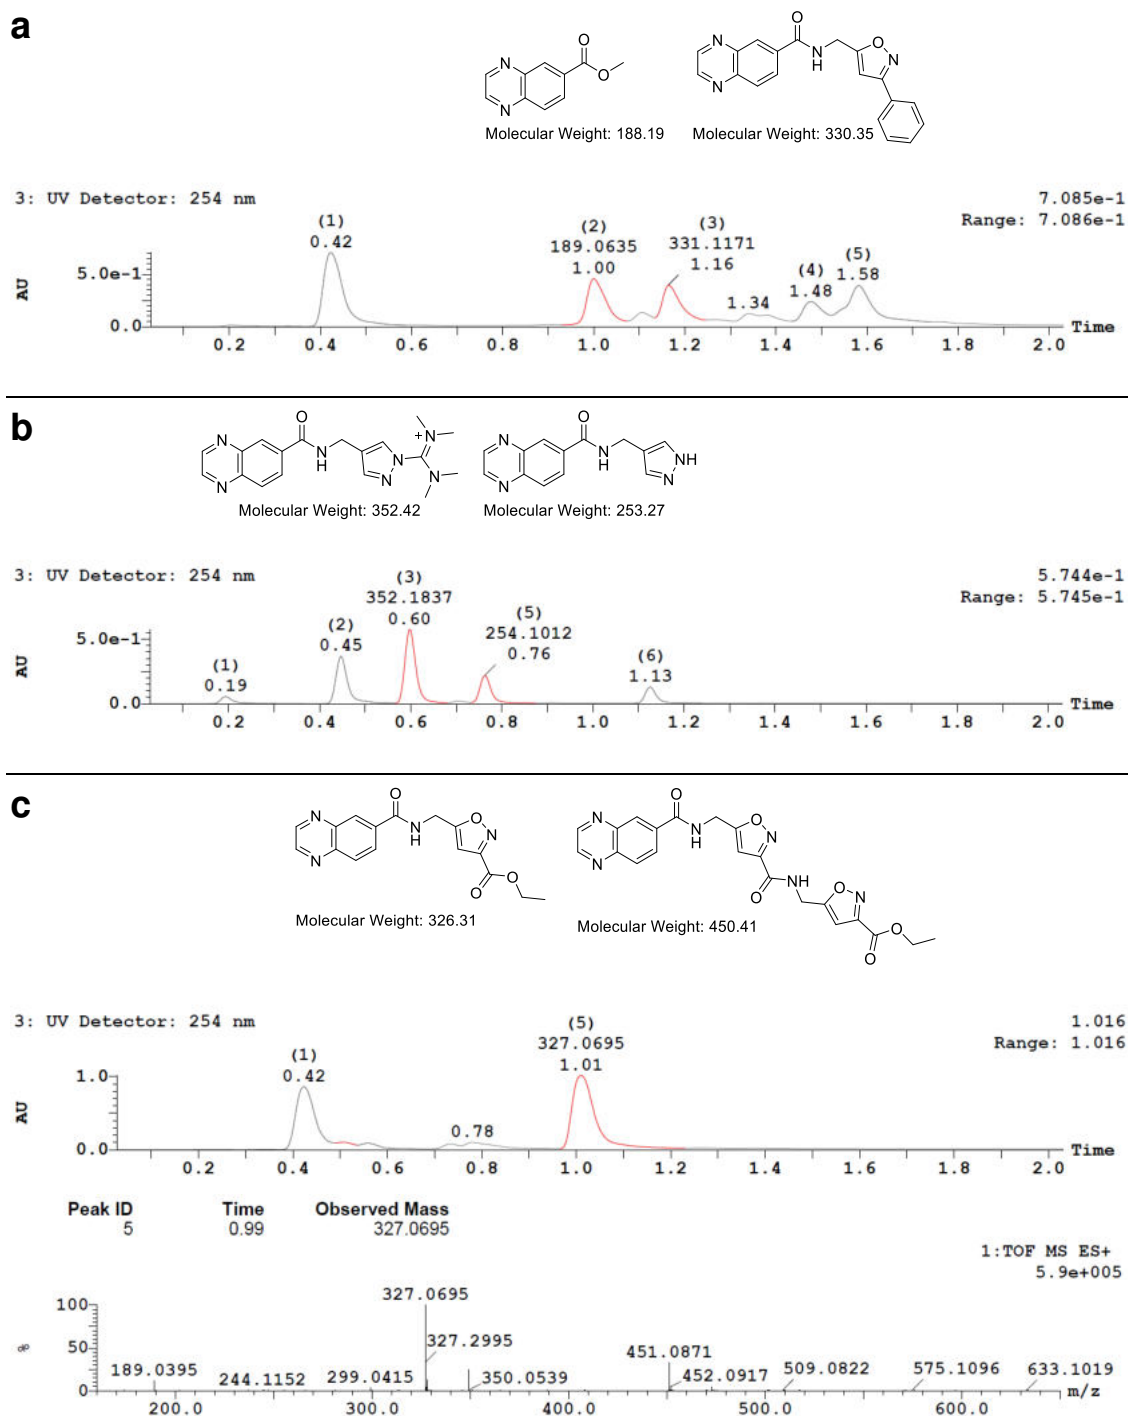 a
O
N
N
O
Molecular Weight: 188.19
O
N
N
N
H
O
N
Molecular Weight: 330.35
3: UV Detector: 254 nm
7.085e-1
Range: 7.086e-1
(1)
0.42
(2)
189.0635
1.00
(3)
331.1171
1.16
1.34
(4)
1.48
(5)
1.58
AU
5.0e-1
0.0
0.2 0.4 0.6 0.8 1.0 1.2 1.4 1.6 1.8 2.0
Time
b
O
N
N
N
H
N
N
+N
N
Molecular Weight: 352.42
O
N
N
N
H
NH
N
Molecular Weight: 253.27
3: UV Detector: 254 nm
5.744e-1
Range: 5.745e-1
(1)
0.19
(2)
0.45
(3)
352.1837
0.60
(5)
254.1012
0.76
(6)
1.13
AU
5.0e-1
0.0
0.2 0.4 0.6 0.8 1.0 1.2 1.4 1.6 1.8 2.0
Time
c
O
N
N
N
H
O
N
O
O
Molecular Weight: 326.31
O
N
N
N
H
O
N
O
NH
O
N
O
O
Molecular Weight: 450.41
3: UV Detector: 254 nm
1.016
Range: 1.016
(1)
0.42
0.78
(5)
327.0695
1.01
AU
1.0
0.0
0.2 0.4 0.6 0.8 1.0 1.2 1.4 1.6 1.8 2.0
Time
Peak ID Time Observed Mass
5 0.99 327.0695
1:TOF MS ES+
5.9e+005
%
100
50
0
189.0395
244.1152
299.0415
327.0695
327.2995
350.0539
451.0871
452.0917
509.0822
575.1096
633.1019
m/z
200.0 300.0 400.0 500.0 600.0